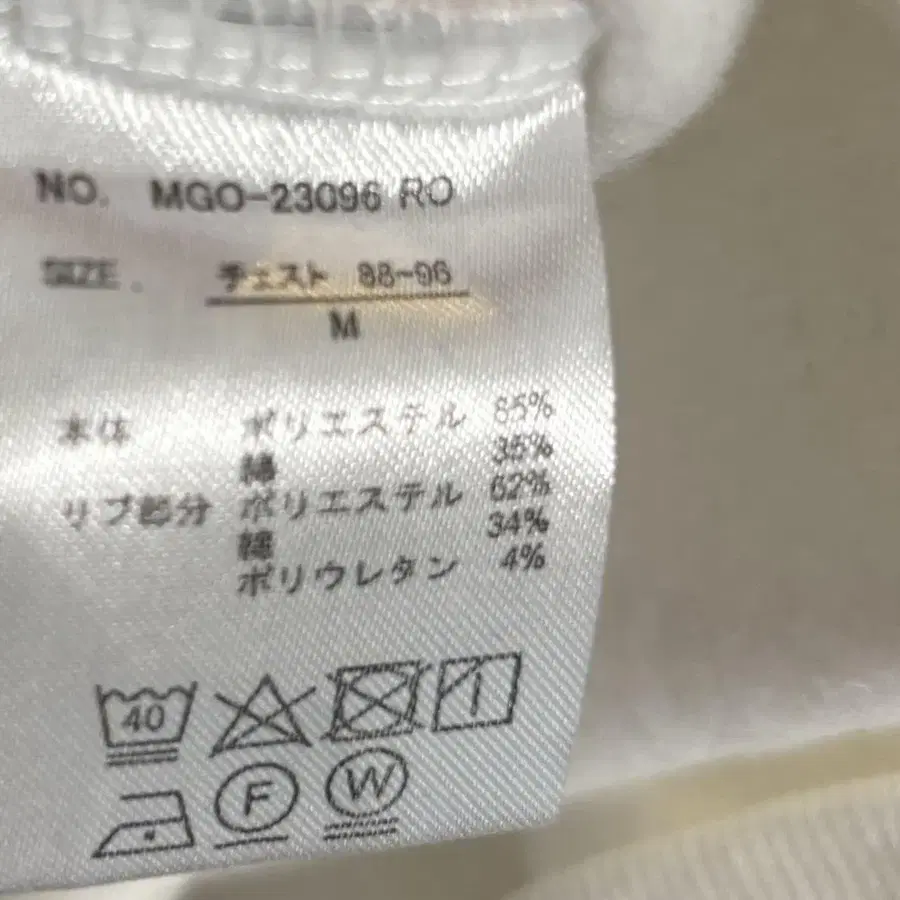 NO. MGO-23096 RO
SIZE. チェスト 88-96
M
本体 ポリエステル 65%
綿 35%
リブ部分 ポリエステル 62%
綿 34%
ポリウレタン 4%
40
F
W